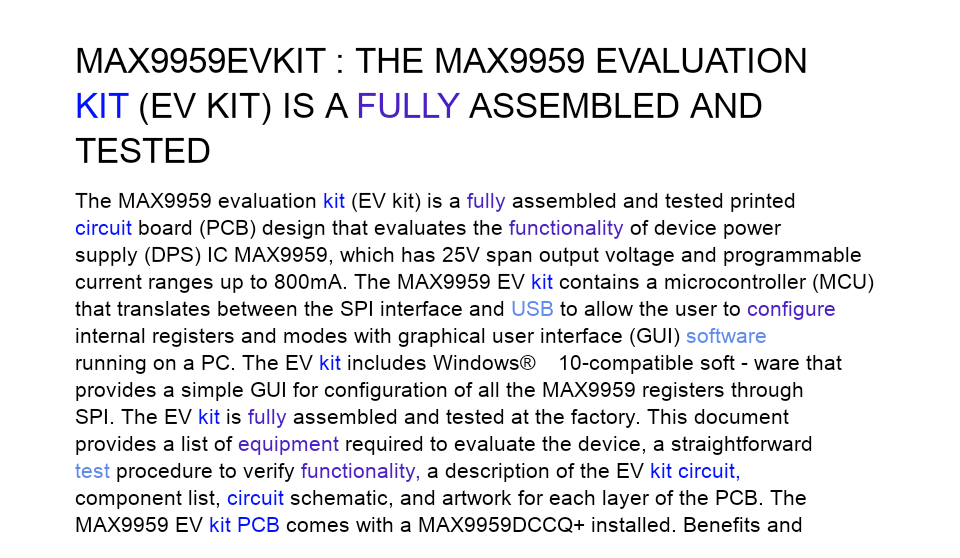 MAX9959EVKIT : THE MAX9959 EVALUATION
KIT (EV KIT) IS A FULLY ASSEMBLED AND
TESTED
The MAX9959 evaluation kit (EV kit) is a fully assembled and tested printed
circuit board (PCB) design that evaluates the functionality of device power
supply (DPS) IC MAX9959, which has 25V span output voltage and programmable
current ranges up to 800mA. The MAX9959 EV kit contains a microcontroller (MCU)
that translates between the SPI interface and USB to allow the user to configure
internal registers and modes with graphical user interface (GUI) software
running on a PC. The EV kit includes Windows® 10-compatible soft - ware that
provides a simple GUI for configuration of all the MAX9959 registers through
SPI. The EV kit is fully assembled and tested at the factory. This document
provides a list of equipment required to evaluate the device, a straightforward
test procedure to verify functionality, a description of the EV kit circuit,
component list, circuit schematic, and artwork for each layer of the PCB. The
MAX9959 EV kit PCB comes with a MAX9959DCCQ+ installed. Benefits and